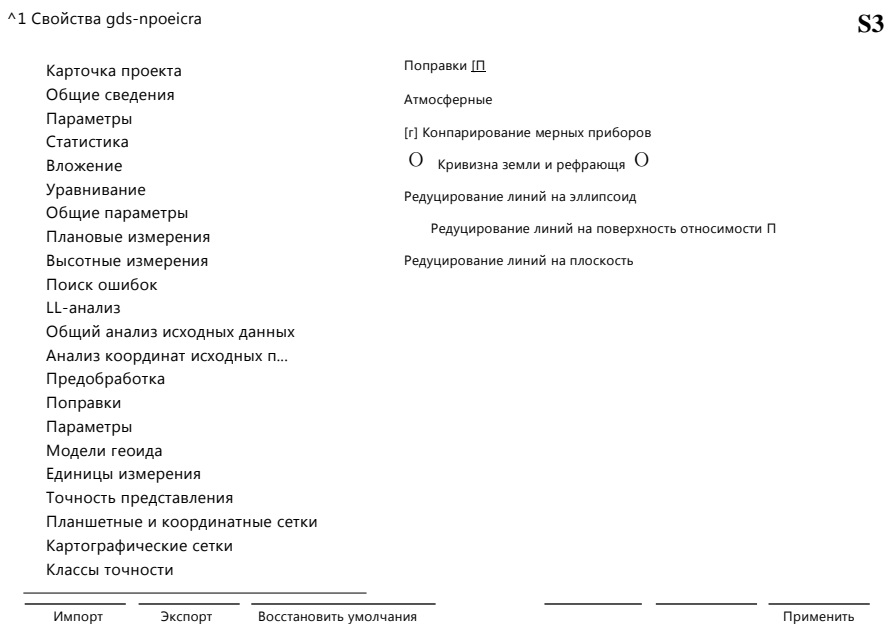 ^1 Свойства gds-npoeicra
S3
Карточка проекта
Общие сведения
Параметры
Статистика
Вложение
Уравнивание
Общие параметры
Плановые измерения
Высотные измерения
Поиск ошибок
LL-анализ
Общий анализ исходных данных
Анализ координат исходных п...
Предобработка
Поправки
Параметры
Модели геоида
Единицы измерения
Точность представления
Планшетные и координатные сетки
Картографические сетки
Классы точности
Поправки [П
Атмосферные
[г] Конпарирование мерных приборов
О Кривизна земли и рефрающя О
Редуцирование линий на эллипсоид
Редуцирование линий на поверхность относимости П
Редуцирование линий на плоскость
Импорт Экспорт Восстановить умолчания Применить